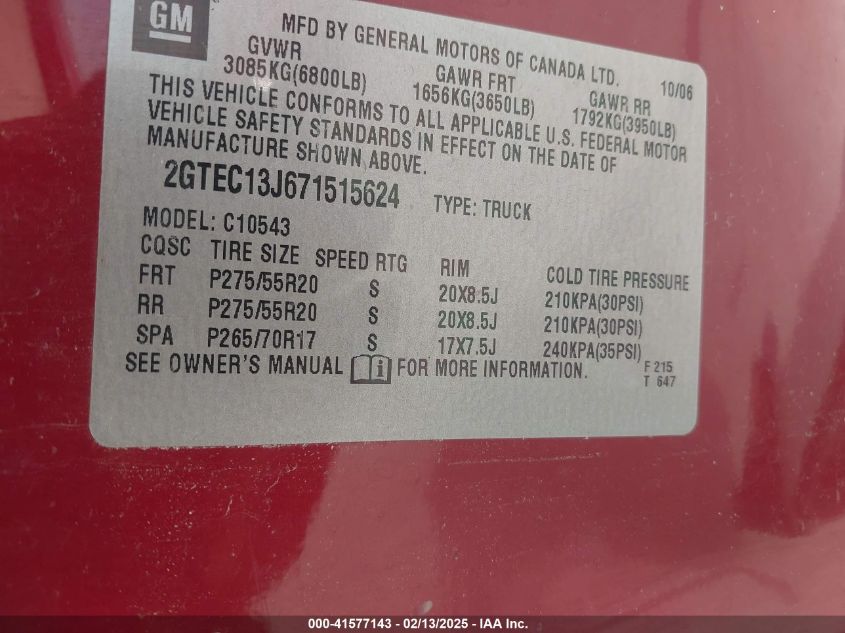 GM
MFD BY GENERAL MOTORS OF CANADA LTD. 10/06
GVWR GAWR FRT GAWR RR
3085KG(6800LB) 1656KG(3650LB) 1792KG(3950LB)
THIS VEHICLE CONFORMS TO ALL APPLICABLE U.S. FEDERAL MOTOR
VEHICLE SAFETY STANDARDS IN EFFECT ON THE DATE OF
MANUFACTURE SHOWN ABOVE.
2GTEC13J671515624 TYPE: TRUCK
MODEL: C10543
CQSC TIRE SIZE SPEED RTG RIM COLD TIRE PRESSURE
FRT P275/55R20 S 20X8.5J 210KPA(30PSI)
RR P275/55R20 S 20X8.5J 210KPA(30PSI)
SPA P265/70R17 S 17X7.5J 240KPA(35PSI)
SEE OWNER'S MANUAL i FOR MORE INFORMATION. F 215
T 647
000-41577143 - 02/13/2025 - IAA Inc.